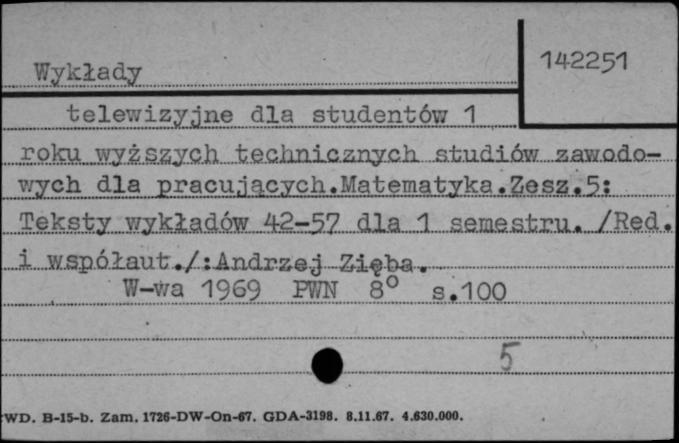 142251
Wykłady
telewizyjne dla studentów 1
roku wyższych technicznych studiów zawodo-
wych dla pracujących.Matematyka.Zesz.5:
Teksty wykładów 42-57 dla 1 semestru. /Red.
i współaut./:Andrzej Zięba.
W-wa 1969 PWN 8° s.100
5
WD. B-15-b. Zam. 1726-DW-On-67. GDA-3198. 8.11.67. 4.630.000.